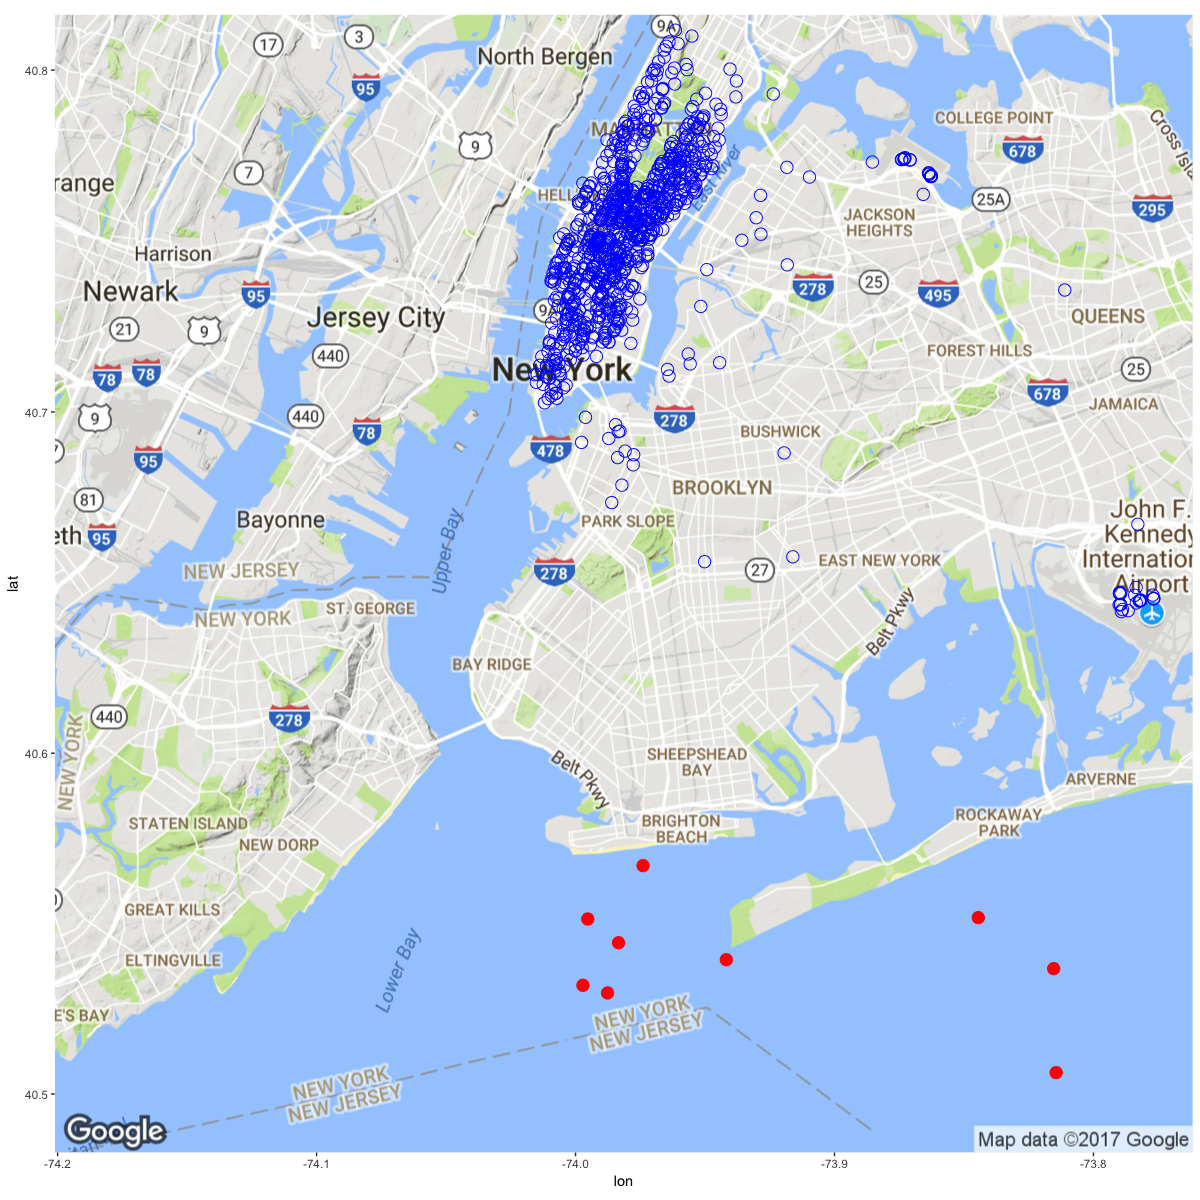 9A
17
3
North Bergen
40.8
95
COLLEGE POINT
Cross Isla
MANHATTAN
9
678
7
range
East River
HELL
25A
295
JACKSON
HEIGHTS
Harrison
Newark
95
278
25
495
9A
Jersey City
QUEENS
21
9
440
FOREST HILLS
New York
25
78
78
678
JAMAICA
40.7
9
440
78
278
BUSHWICK
478
95
BROOKLYN
81
John F.
Kennedy
Internation
Airport
Bayonne
PARK SLOPE
eth
95
Upper Bay
NEW JERSEY
278
27
EAST NEW YORK
NEW YORK
ST. GEORGE
Belt Pkwy
lat
BAY RIDGE
440
278
NEW YORK
40.6
SHEEPSHEAD
BAY
Belt Pkwy
ARVERNE
STATEN ISLAND
BRIGHTON
BEACH
ROCKAWAY
PARK
NEW DORP
GREAT KILLS
Lower Bay
ELTINGVILLE
E'S BAY
NEW YORK
NEW JERSEY
NEW YORK
NEW JERSEY
40.5
Google
Map data ©2017 Google
-74.2
-74.1
-74.0
-73.9
-73.8
lon